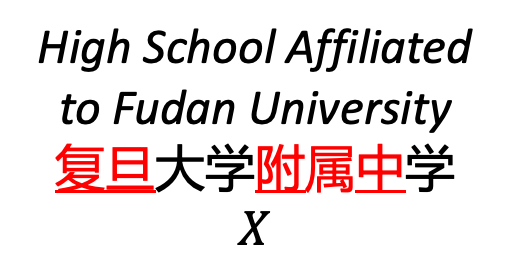 High School Affiliated
to Fudan University
复旦大学附属中学
X